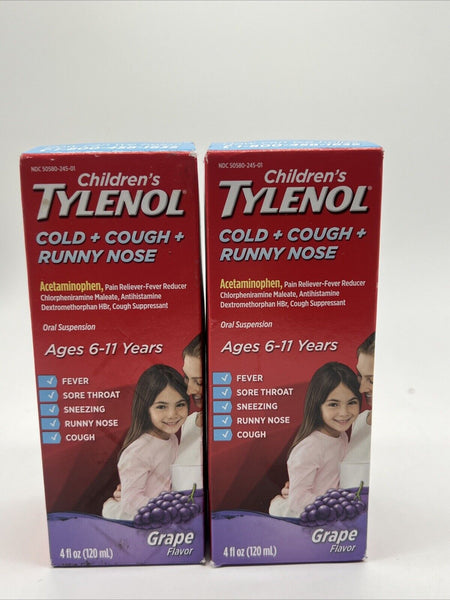 NDC 50580-245-01
Children's
TYLENOL®
COLD + COUGH +
RUNNY NOSE
Acetaminophen, Pain Reliever-Fever Reducer
Chlorpheniramine Maleate, Antihistamine
Dextromethorphan HBr, Cough Suppressant
Oral Suspension
Ages 6-11 Years
FEVER
SORE THROAT
SNEEZING
RUNNY NOSE
COUGH
Grape
Flavor
4 fl oz (120 mL)
NDC 50580-245-01
Children's
TYLENOL®
COLD + COUGH +
RUNNY NOSE
Acetaminophen, Pain Reliever-Fever Reducer
Chlorpheniramine Maleate, Antihistamine
Dextromethorphan HBr, Cough Suppressant
Oral Suspension
Ages 6-11 Years
FEVER
SORE THROAT
SNEEZING
RUNNY NOSE
COUGH
Grape
Flavor
4 fl oz (120 mL)